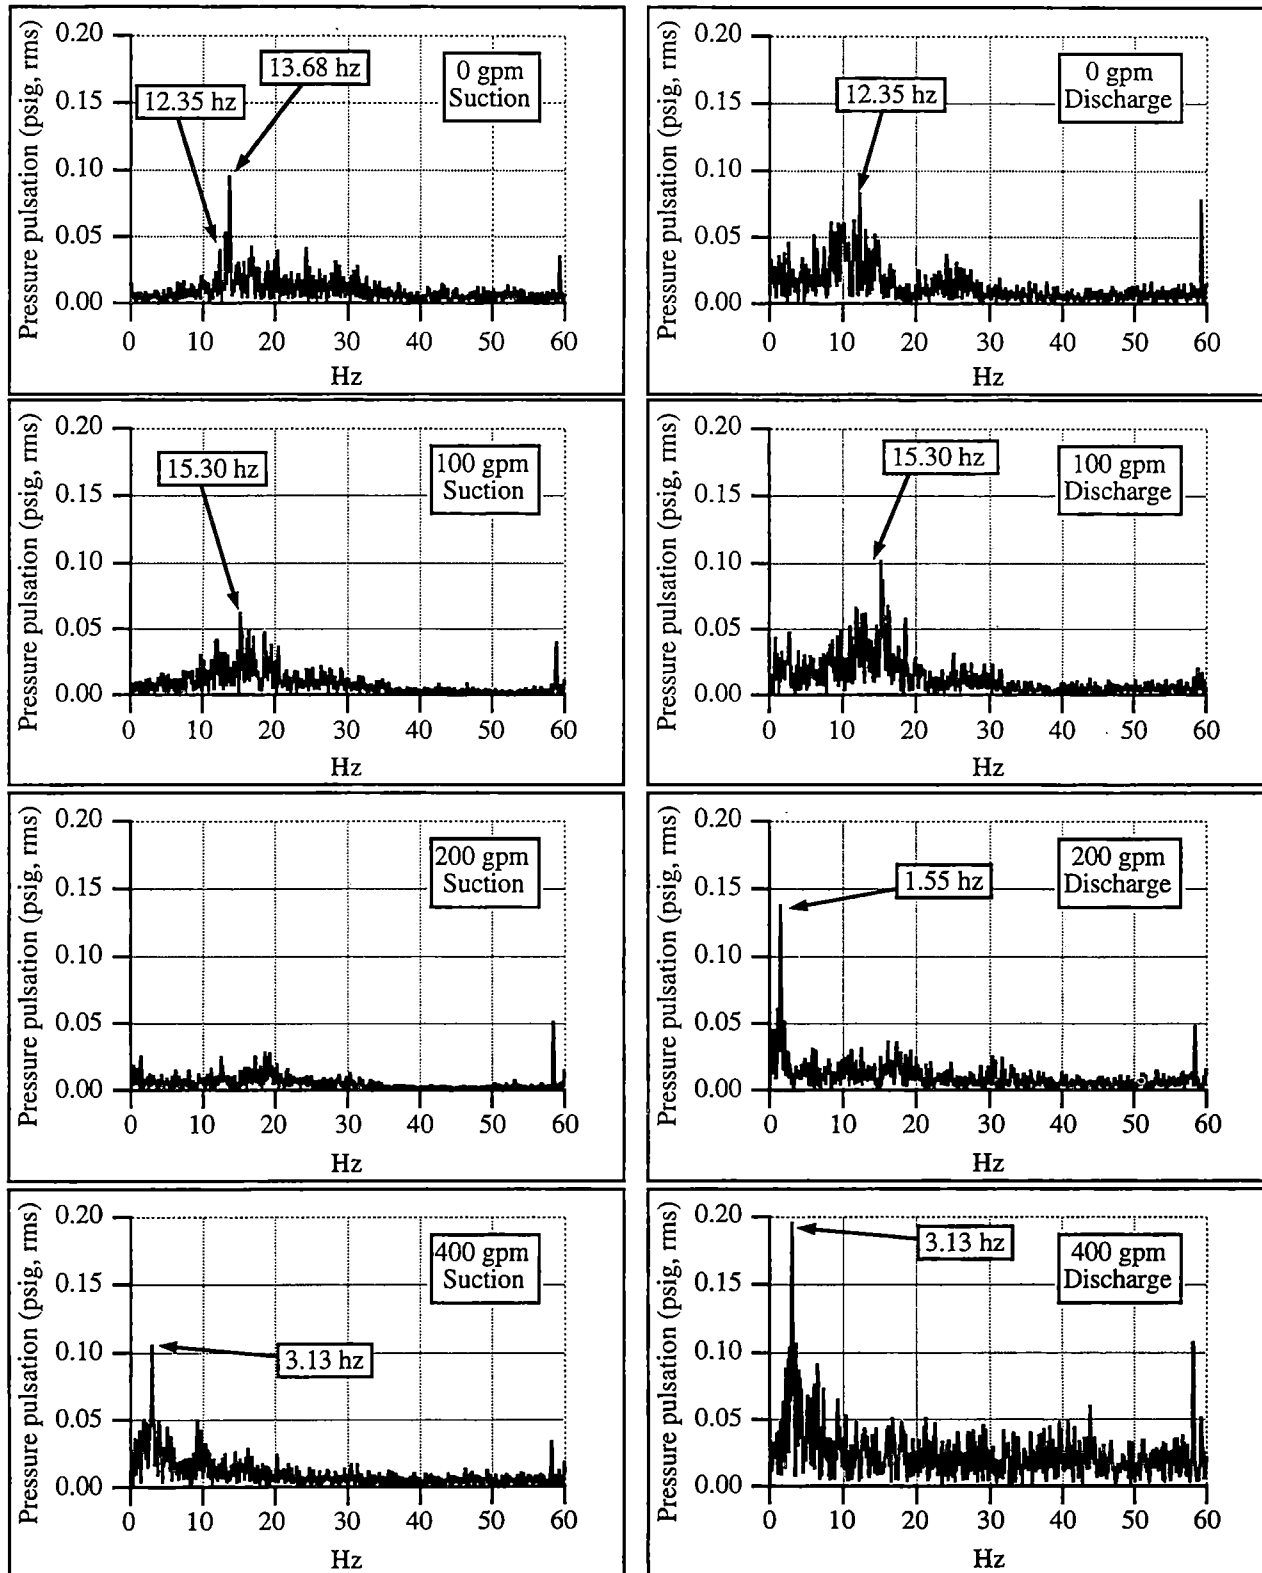 Pressure pulsation (psig, rms)
0.20
0.15
0.10
0.05
0.00
13.68 hz
12.35 hz
0 gpm
Suction
0 10 20 30 40 50 60
Hz
Pressure pulsation (psig, rms)
0.20
0.15
0.10
0.05
0.00
12.35 hz
0 gpm
Discharge
0 10 20 30 40 50 60
Hz
Pressure pulsation (psig, rms)
0.20
0.15
0.10
0.05
0.00
15.30 hz
100 gpm
Suction
0 10 20 30 40 50 60
Hz
Pressure pulsation (psig, rms)
0.20
0.15
0.10
0.05
0.00
15.30 hz
100 gpm
Discharge
0 10 20 30 40 50 60
Hz
Pressure pulsation (psig, rms)
0.20
0.15
0.10
0.05
0.00
200 gpm
Suction
0 10 20 30 40 50 60
Hz
Pressure pulsation (psig, rms)
0.20
0.15
0.10
0.05
0.00
1.55 hz
200 gpm
Discharge
0 10 20 30 40 50 60
Hz
Pressure pulsation (psig, rms)
0.20
0.15
0.10
0.05
0.00
3.13 hz
400 gpm
Suction
0 10 20 30 40 50 60
Hz
Pressure pulsation (psig, rms)
0.20
0.15
0.10
0.05
0.00
3.13 hz
400 gpm
Discharge
0 10 20 30 40 50 60
Hz